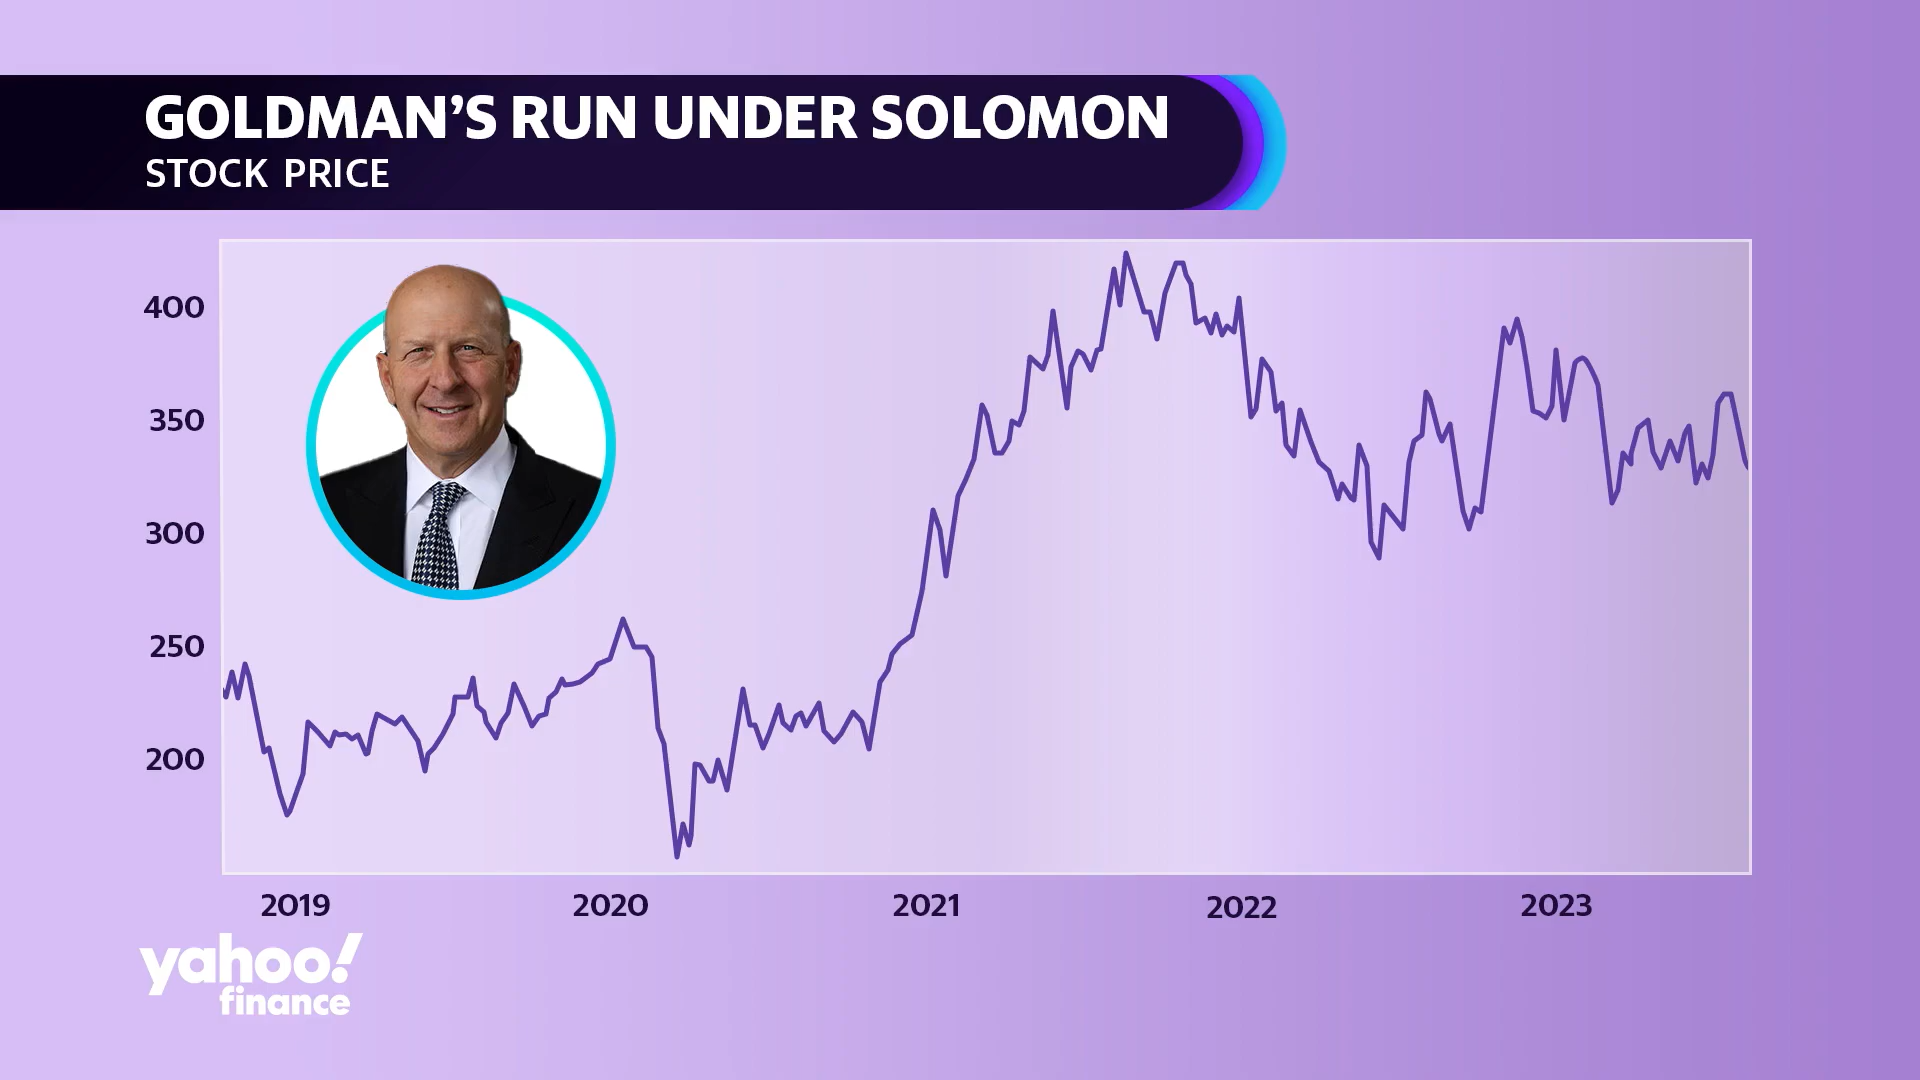 GOLDMAN'S RUN UNDER SOLOMON
STOCK PRICE
400
350
300
250
200
2019 2020 2021 2022 2023
yahoo!
finance